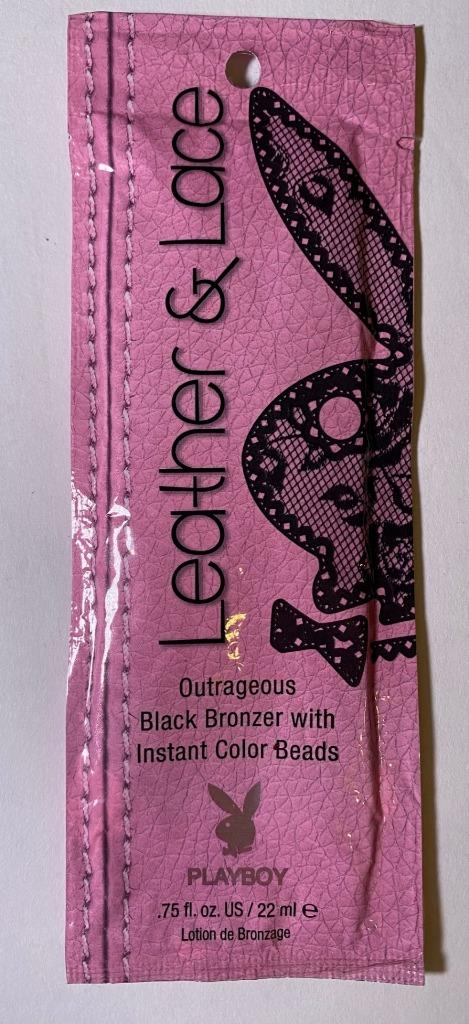 Leather & Lace
Outrageous
Black Bronzer with
Instant Color Beads
PLAYBOY
.75 fl. oz. US / 22 ml ℮
Lotion de Bronzage